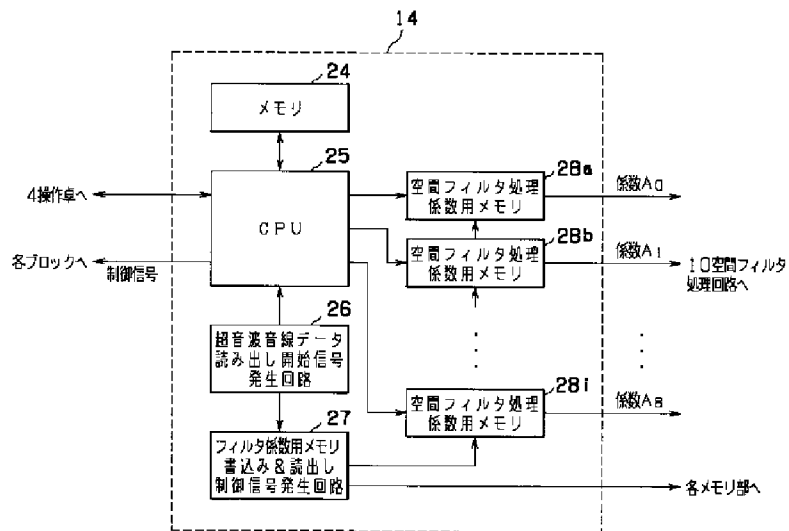 14
24
メモリ
25
CPU
4操作卓へ
各ブロックへ
制御信号
26
超音波音線データ
読み出し開始信号
発生回路
27
フィルタ係数用メモリ
書込み&読出し
制御信号発生回路
28a
空間フィルタ処理
係数用メモリ
係数A0
28b
空間フィルタ処理
係数用メモリ
係数A1
10空間フィルタ
処理回路へ
28i
空間フィルタ処理
係数用メモリ
係数A8
各メモリ部へ